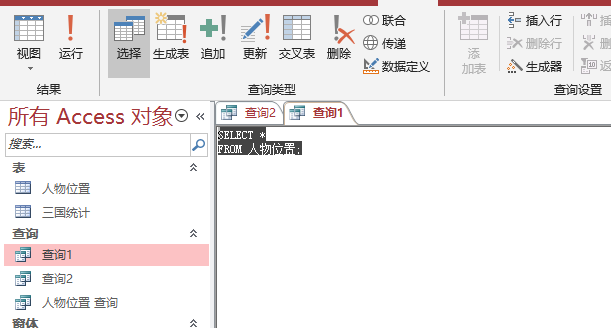 视图
运行
选择
生成表
追加
更新
交叉表
删除
联合
传递
数据定义
添
加表
插入行
删除行
生成器
结果
查询类型
查询设置
所有 Access 对象
搜索...
表
人物位置
三国统计
查询
查询1
查询2
人物位置 查询
窗体
查询2
查询1
SELECT *
FROM 人物位置;